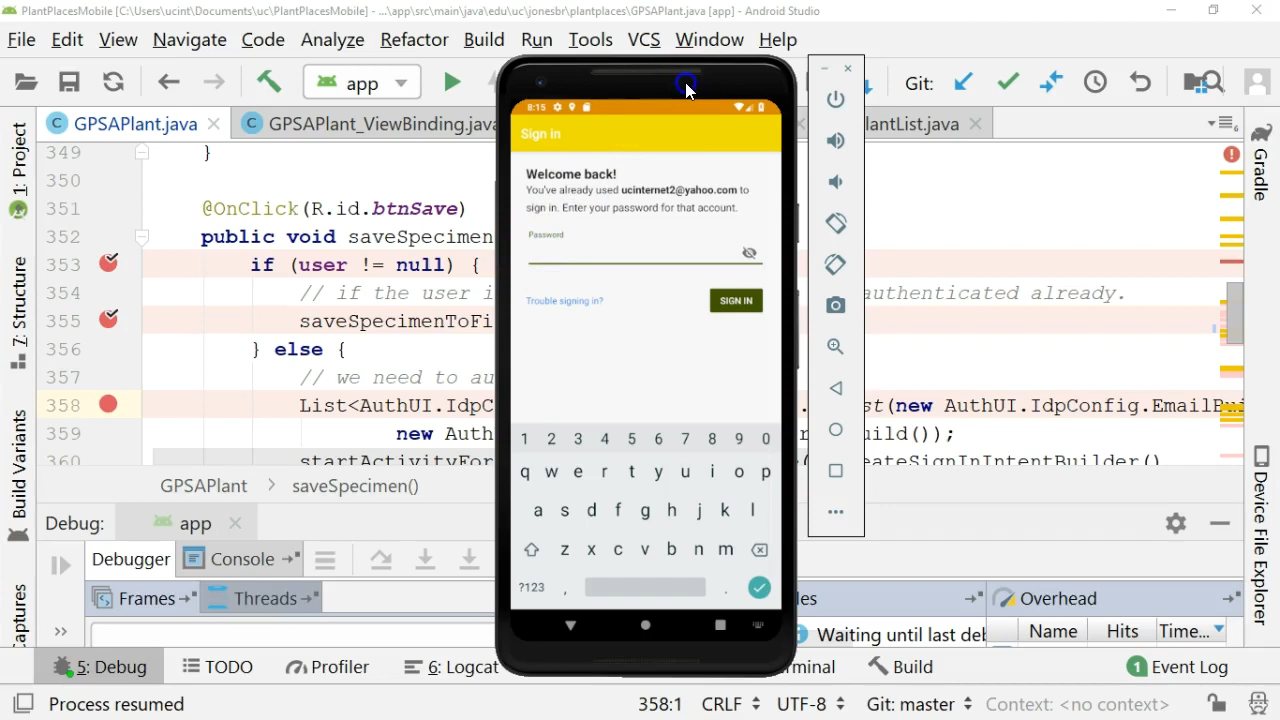 PlantPlacesMobile [C:\Users\ucint\Documents\uc\PlantPlacesMobile] - ...\app\src\main\java\edu\uc\jonesbr\plantplaces\GPSAPlant.java [app] - Android Studio
File Edit View Navigate Code Analyze Refactor Build Run Tools VCS Window Help
app Git:
GPSAPlant.java GPSAPlant_ViewBinding.java lantList.java
349 }
350
351 @OnClick(R.id.btnSave)
352 public void saveSpecimen
353 if (user != null) {
354 // if the user i authenticated already.
355 saveSpecimenToFi
356 } else {
357 // we need to au
358 List<AuthUI.IdpC st(new AuthUI.IdpConfig.EmailBui
359 new Auth uild());
360 startActivityFor eateSignInIntentBuilder()
GPSAPlant > saveSpecimen()
Debug: app
Debugger Console
Frames Threads les Overhead
Waiting until last deb Name Hits Time...
5: Debug TODO Profiler 6: Logcat rminal Build 1 Event Log
Process resumed 358:1 CRLF UTF-8 Git: master Context: <no context>
1: Project
7: Structure
Build Variants
Captures
Gradle
Device File Explorer
8:15
Sign in
Welcome back!
You've already used ucinternet2@yahoo.com to
sign in. Enter your password for that account.
Password
Trouble signing in? SIGN IN
1 2 3 4 5 6 7 8 9 0
q w e r t y u i o p
a s d f g h j k l
z x c v b n m
?123 , .